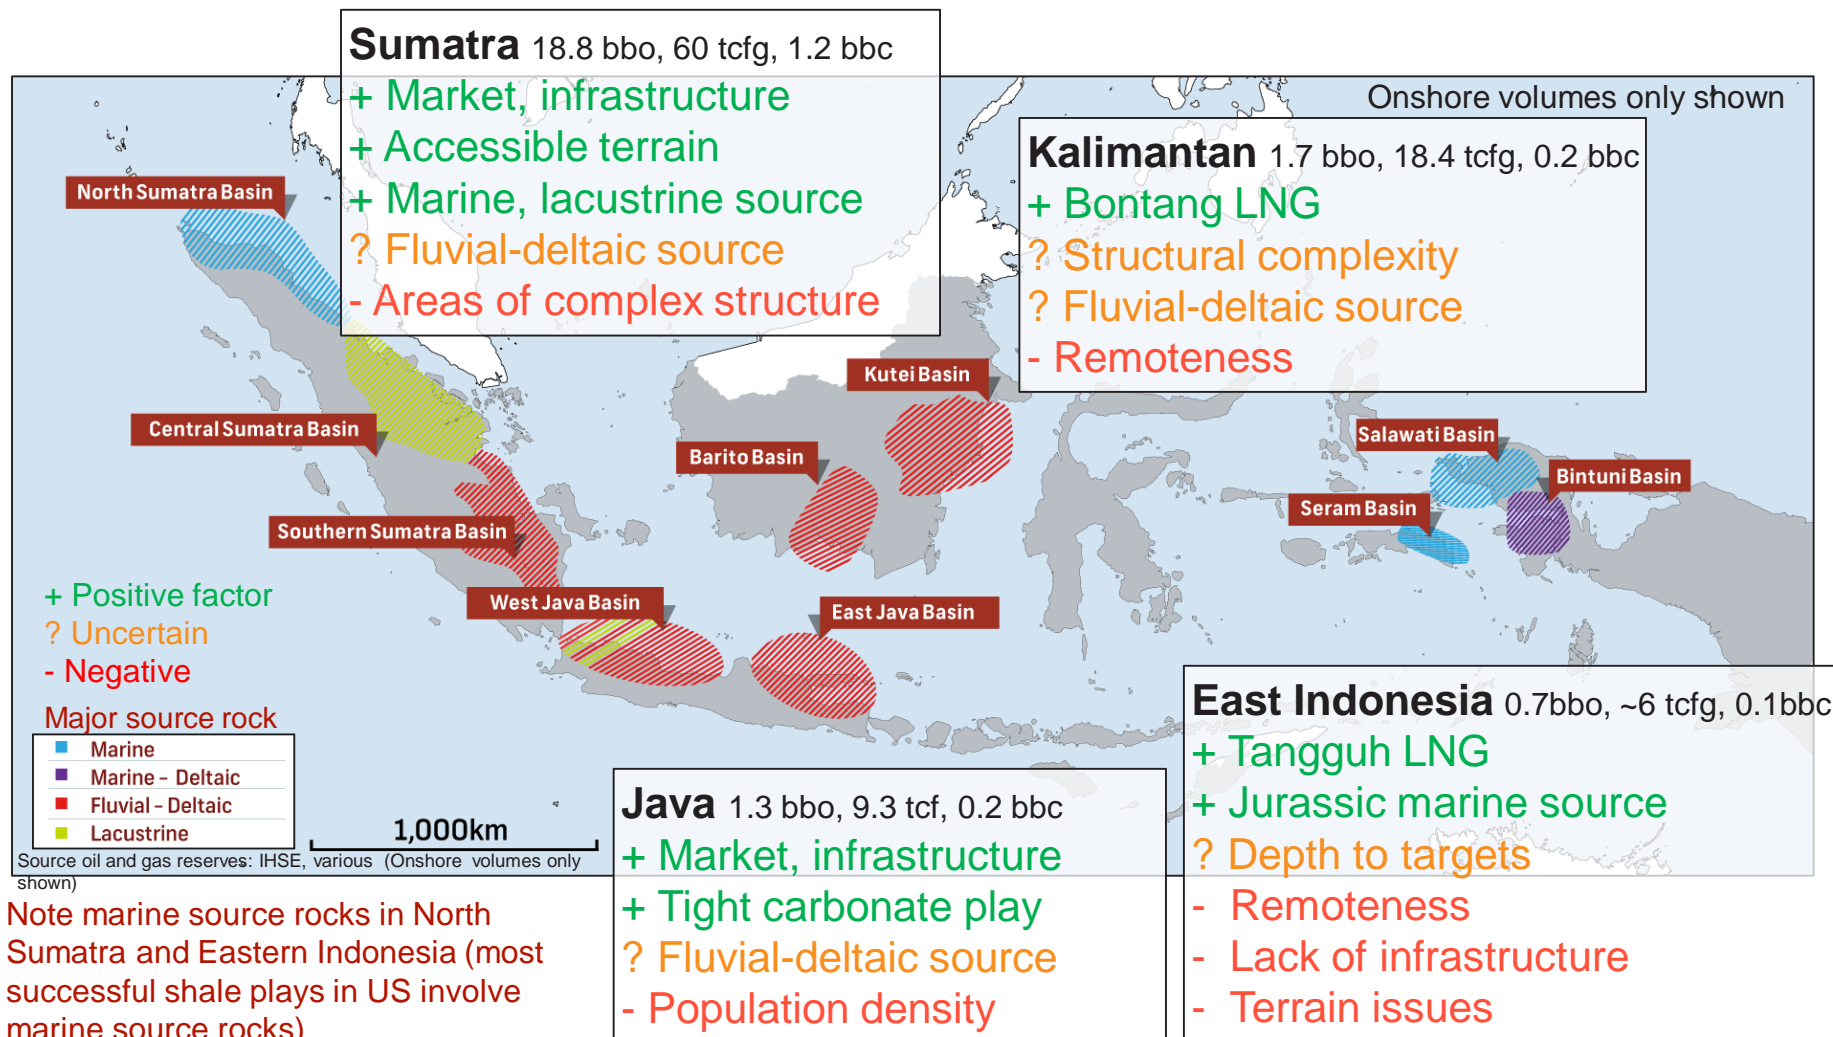 Sumatra 18.8 bbo, 60 tcfg, 1.2 bbc
+ Market, infrastructure
+ Accessible terrain
+ Marine, lacustrine source
? Fluvial-deltaic source
- Areas of complex structure
Onshore volumes only shown
Kalimantan 1.7 bbo, 18.4 tcfg, 0.2 bbc
+ Bontang LNG
? Structural complexity
? Fluvial-deltaic source
- Remoteness
North Sumatra Basin
Central Sumatra Basin
Southern Sumatra Basin
West Java Basin
East Java Basin
Barito Basin
Kutei Basin
Salawati Basin
Bintuni Basin
Seram Basin
+ Positive factor
? Uncertain
- Negative
Major source rock
Marine
Marine - Deltaic
Fluvial - Deltaic
Lacustrine
1,000km
Source oil and gas reserves: IHSE, various (Onshore volumes only
shown)
Note marine source rocks in North
Sumatra and Eastern Indonesia (most
successful shale plays in US involve
marine source rocks)
Java 1.3 bbo, 9.3 tcf, 0.2 bbc
+ Market, infrastructure
+ Tight carbonate play
? Fluvial-deltaic source
- Population density
East Indonesia 0.7bbo, ~6 tcfg, 0.1bbc
+ Tangguh LNG
+ Jurassic marine source
? Depth to targets
- Remoteness
- Lack of infrastructure
- Terrain issues